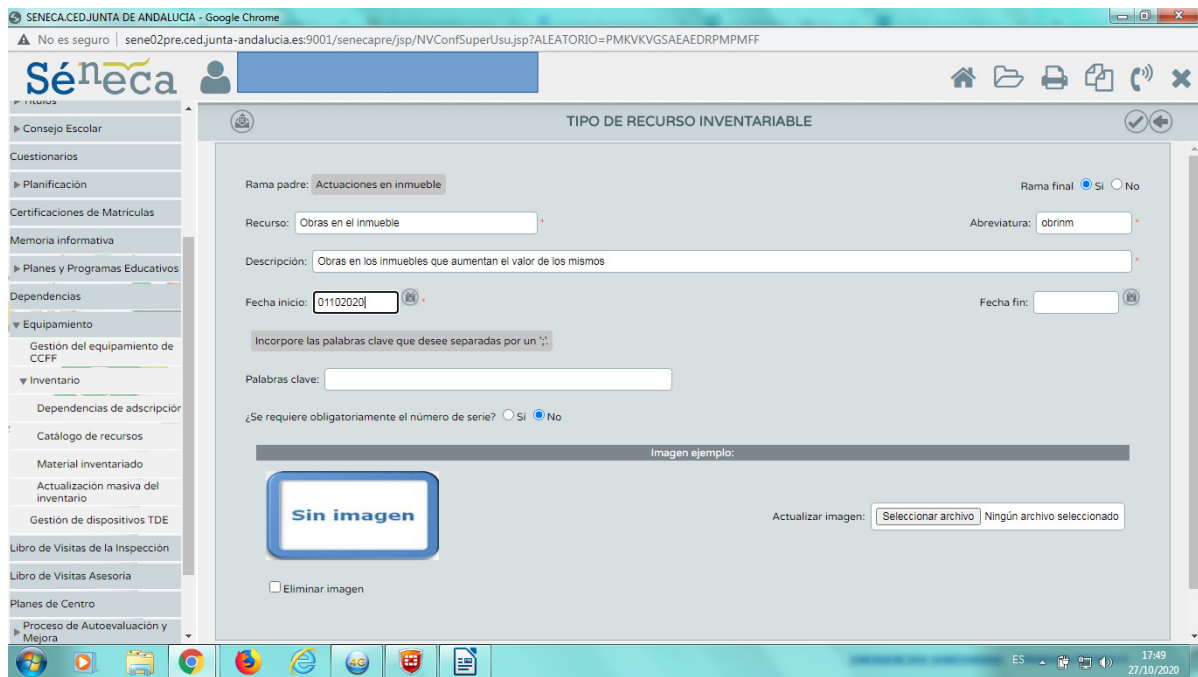 SENECA.CED.JUNTA DE ANDALUCIA - Google Chrome
No es seguro | sene02pre.ced.junta-andalucia.es:9001/senecapre/jsp/NVConfSuperUsu.jsp?ALEATORIO=PMKVKVGSAEAEDRPMPMFF
Séneca
Títulos
Consejo Escolar
Cuestionarios
Planificación
Certificaciones de Matrículas
Memoria informativa
Planes y Programas Educativos
Dependencias
Equipamiento
Gestión del equipamiento de
CCFF
Inventario
Dependencias de adscripción
Catálogo de recursos
Material inventariado
Actualización masiva del
inventario
Gestión de dispositivos TDE
Libro de Visitas de la Inspección
Libro de Visitas Asesoría
Planes de Centro
Proceso de Autoevaluación y
Mejora
TIPO DE RECURSO INVENTARIABLE
Rama padre: Actuaciones en inmueble
Rama final Sí No
Recurso: Obras en el inmueble *
Abreviatura: obrinm *
Descripción: Obras en los inmuebles que aumentan el valor de los mismos *
Fecha inicio: 01102020 *
Fecha fin:
Incorpore las palabras clave que desee separadas por un ';'.
Palabras clave:
¿Se requiere obligatoriamente el número de serie? Sí No
Imagen ejemplo:
Sin imagen
Actualizar imagen: Seleccionar archivo Ningún archivo seleccionado
Eliminar imagen
4G
ES
17:49
27/10/2020